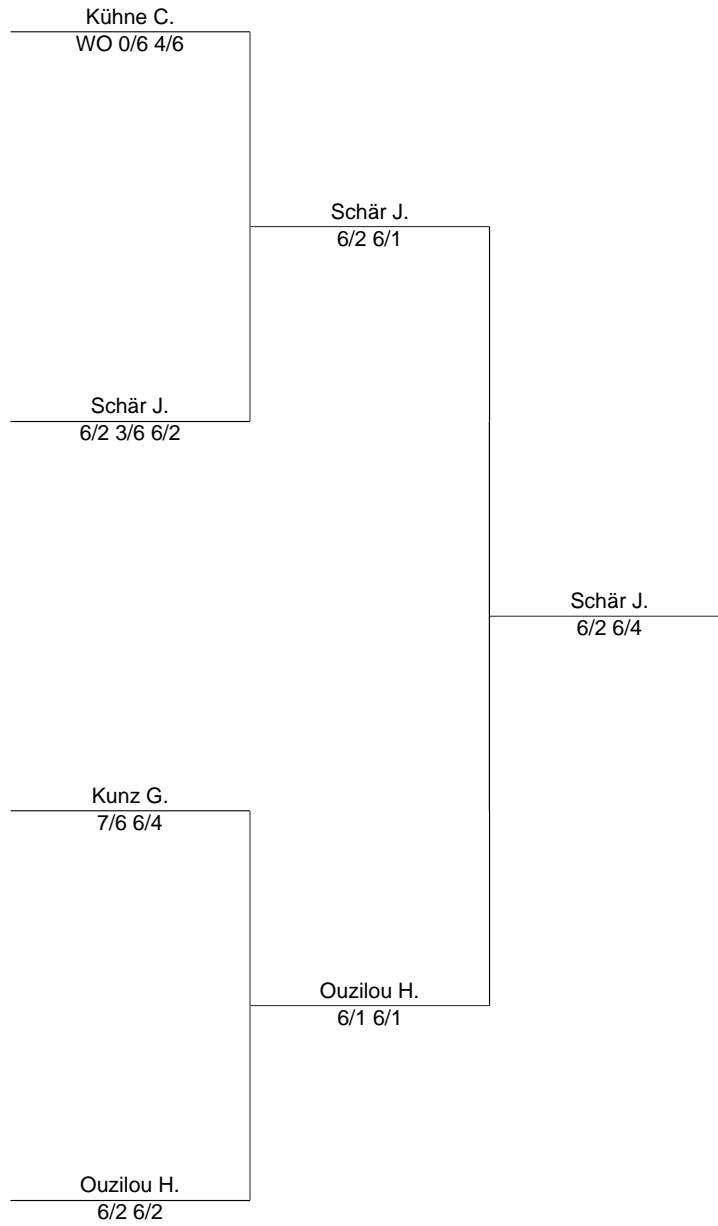 Kühne C.
WO 0/6 4/6
Schär J.
6/2 6/1
Schär J.
6/2 3/6 6/2
Schär J.
6/2 6/4
Kunz G.
7/6 6/4
Ouzilou H.
6/1 6/1
Ouzilou H.
6/2 6/2